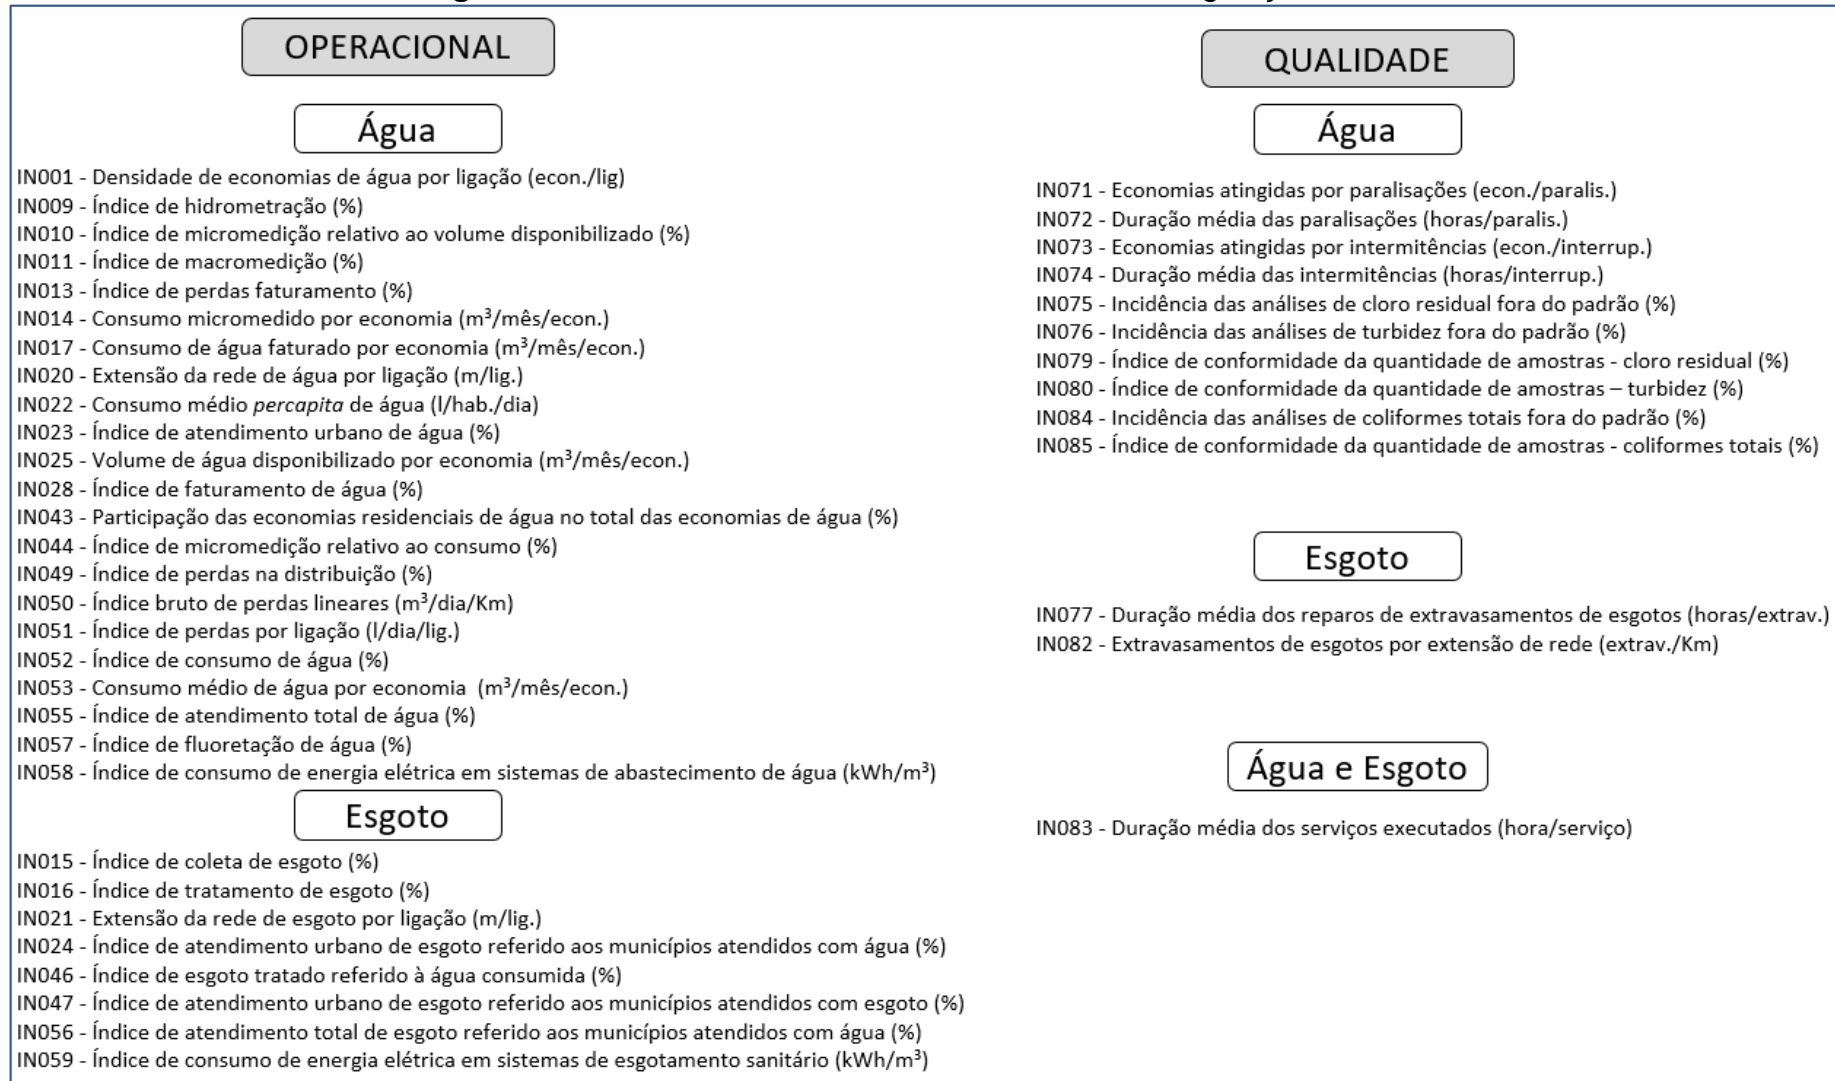 OPERACIONAL
Água
IN001 - Densidade de economias de água por ligação (econ./lig)
IN009 - Índice de hidrometração (%)
IN010 - Índice de micromedição relativo ao volume disponibilizado (%)
IN011 - Índice de macromedição (%)
IN013 - Índice de perdas faturamento (%)
IN014 - Consumo micromedido por economia (m³/mês/econ.)
IN017 - Consumo de água faturado por economia (m³/mês/econ.)
IN020 - Extensão da rede de água por ligação (m/lig.)
IN022 - Consumo médio percapita de água (l/hab./dia)
IN023 - Índice de atendimento urbano de água (%)
IN025 - Volume de água disponibilizado por economia (m³/mês/econ.)
IN028 - Índice de faturamento de água (%)
IN043 - Participação das economias residenciais de água no total das economias de água (%)
IN044 - Índice de micromedição relativo ao consumo (%)
IN049 - Índice de perdas na distribuição (%)
IN050 - Índice bruto de perdas lineares (m³/dia/Km)
IN051 - Índice de perdas por ligação (l/dia/lig.)
IN052 - Índice de consumo de água (%)
IN053 - Consumo médio de água por economia (m³/mês/econ.)
IN055 - Índice de atendimento total de água (%)
IN057 - Índice de fluoretação de água (%)
IN058 - Índice de consumo de energia elétrica em sistemas de abastecimento de água (kWh/m³)
Esgoto
IN015 - Índice de coleta de esgoto (%)
IN016 - Índice de tratamento de esgoto (%)
IN021 - Extensão da rede de esgoto por ligação (m/lig.)
IN024 - Índice de atendimento urbano de esgoto referido aos municípios atendidos com água (%)
IN046 - Índice de esgoto tratado referido à água consumida (%)
IN047 - Índice de atendimento urbano de esgoto referido aos municípios atendidos com esgoto (%)
IN056 - Índice de atendimento total de esgoto referido aos municípios atendidos com água (%)
IN059 - Índice de consumo de energia elétrica em sistemas de esgotamento sanitário (kWh/m³)
QUALIDADE
Água
IN071 - Economias atingidas por paralisações (econ./paralis.)
IN072 - Duração média das paralisações (horas/paralis.)
IN073 - Economias atingidas por intermitências (econ./interrup.)
IN074 - Duração média das intermitências (horas/interrup.)
IN075 - Incidência das análises de cloro residual fora do padrão (%)
IN076 - Incidência das análises de turbidez fora do padrão (%)
IN079 - Índice de conformidade da quantidade de amostras - cloro residual (%)
IN080 - Índice de conformidade da quantidade de amostras – turbidez (%)
IN084 - Incidência das análises de coliformes totais fora do padrão (%)
IN085 - Índice de conformidade da quantidade de amostras - coliformes totais (%)
Esgoto
IN077 - Duração média dos reparos de extravasamentos de esgotos (horas/extrav.)
IN082 - Extravasamentos de esgotos por extensão de rede (extrav./Km)
Água e Esgoto
IN083 - Duração média dos serviços executados (hora/serviço)